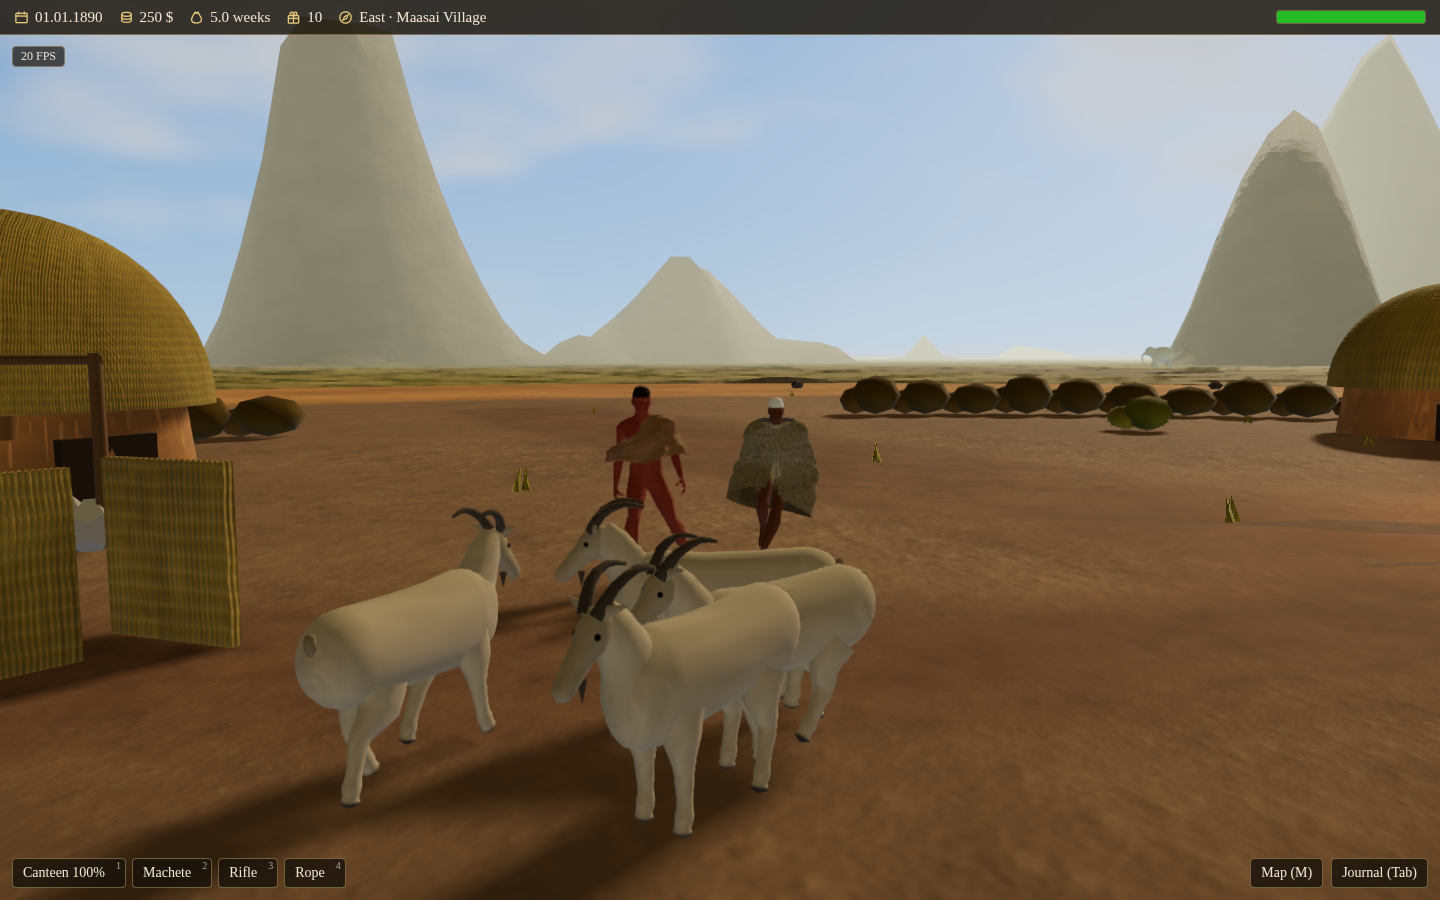 01.01.1890 250 $ 5.0 weeks 10 East · Maasai Village
20 FPS
Canteen 100% 1 Machete 2 Rifle 3 Rope 4 Map (M) Journal (Tab)